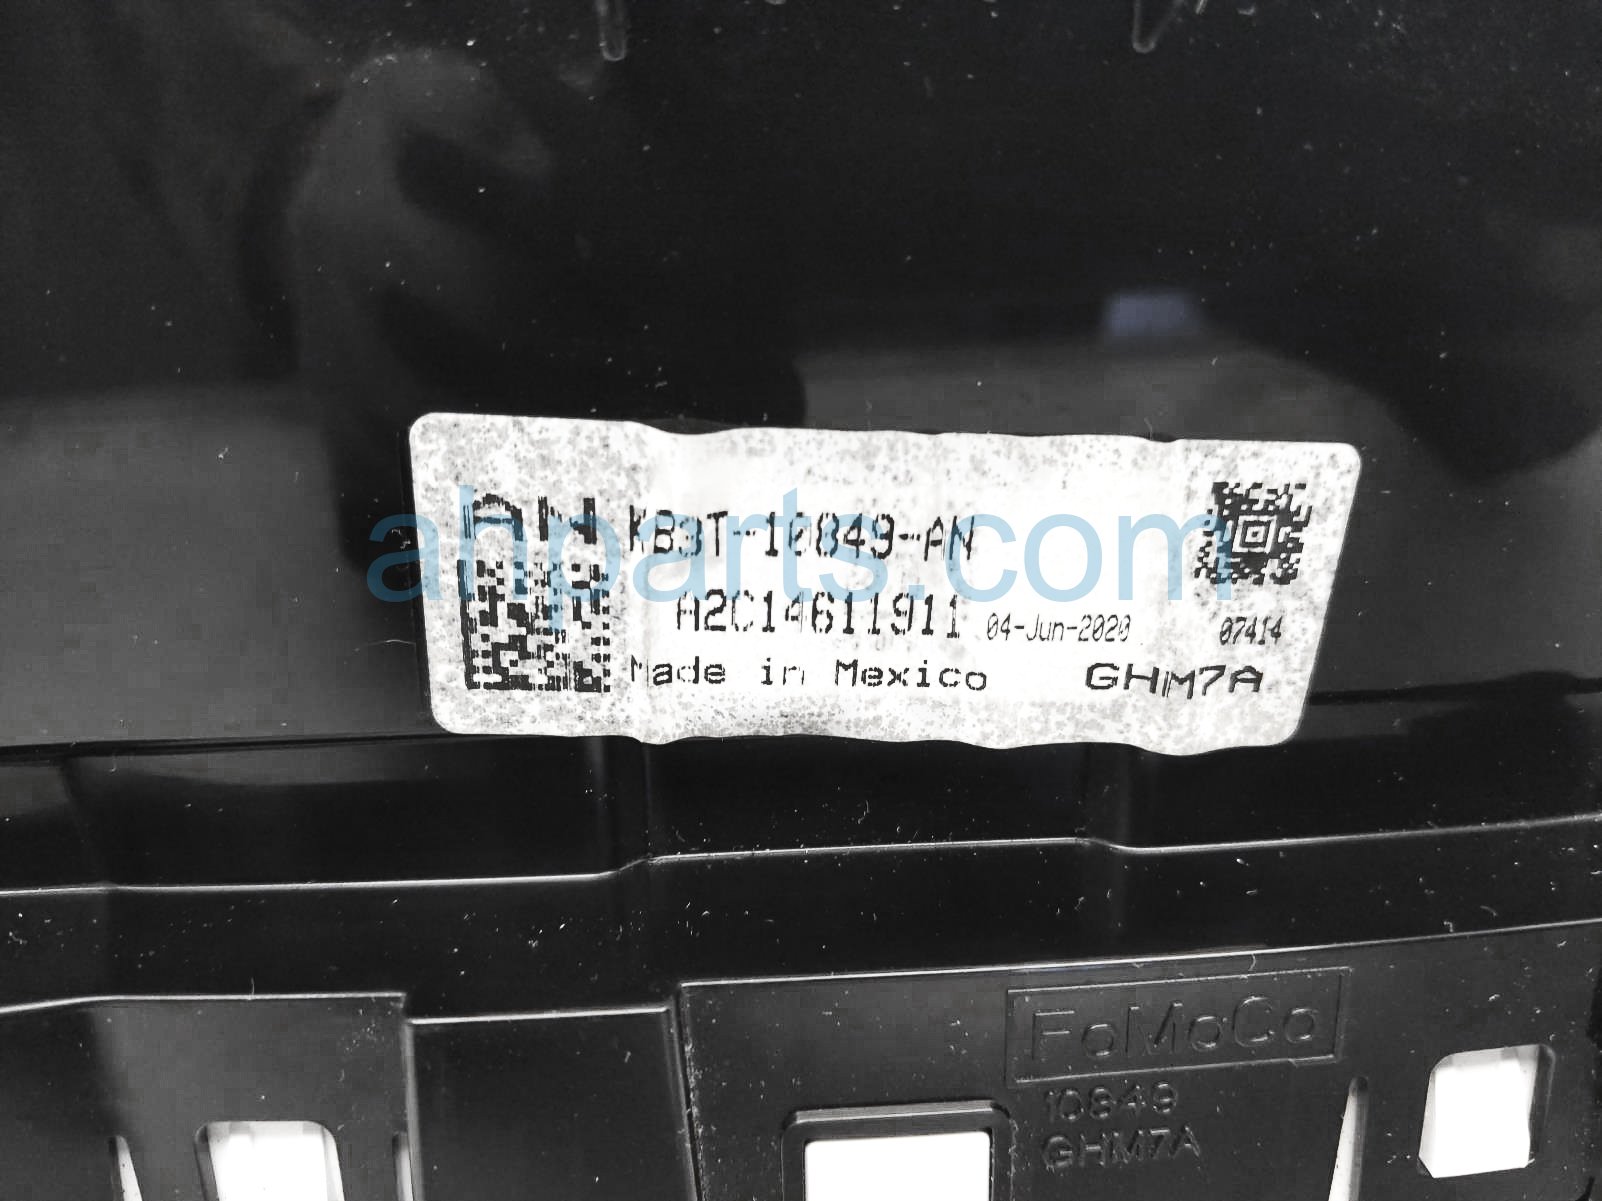 AN KB3T-10849-AN
A2C14611911 04-Jun-2020 07414
Made in Mexico GHM7A
ahparts.com
FoMoCo
10849
GHM7A